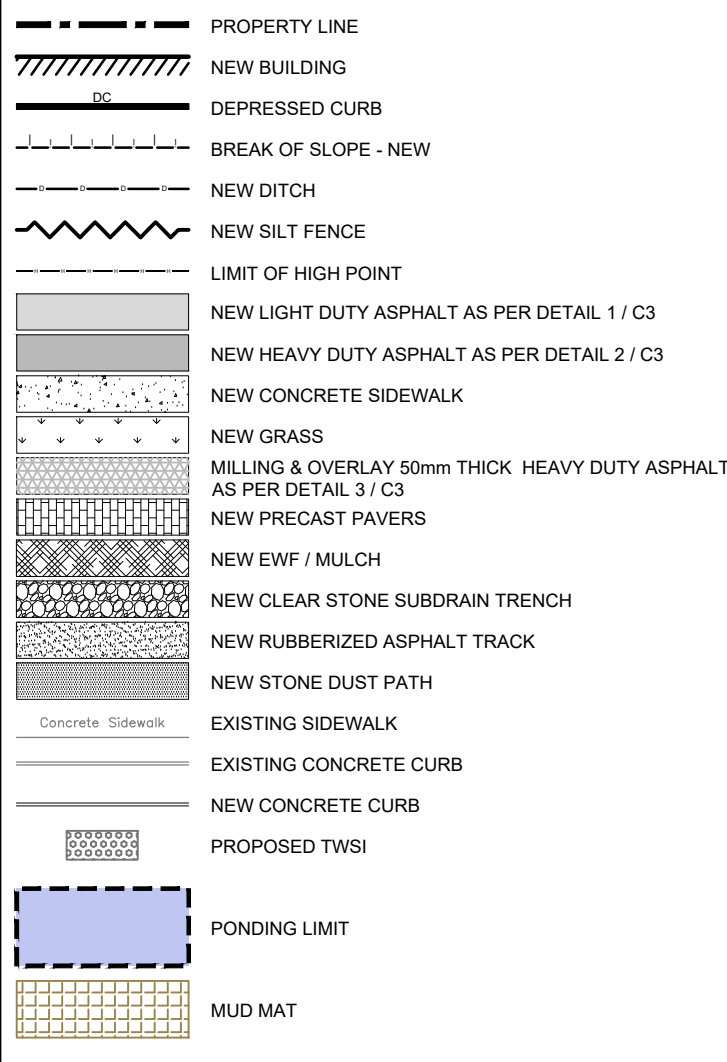 PROPERTY LINE
NEW BUILDING
DC
DEPRESSED CURB
BREAK OF SLOPE - NEW
D D D D
NEW DITCH
NEW SILT FENCE
LIMIT OF HIGH POINT
NEW LIGHT DUTY ASPHALT AS PER DETAIL 1 / C3
NEW HEAVY DUTY ASPHALT AS PER DETAIL 2 / C3
NEW CONCRETE SIDEWALK
NEW GRASS
MILLING & OVERLAY 50mm THICK HEAVY DUTY ASPHALT
AS PER DETAIL 3 / C3
NEW PRECAST PAVERS
NEW EWF / MULCH
NEW CLEAR STONE SUBDRAIN TRENCH
NEW RUBBERIZED ASPHALT TRACK
NEW STONE DUST PATH
Concrete Sidewalk EXISTING SIDEWALK
EXISTING CONCRETE CURB
NEW CONCRETE CURB
PROPOSED TWSI
PONDING LIMIT
MUD MAT